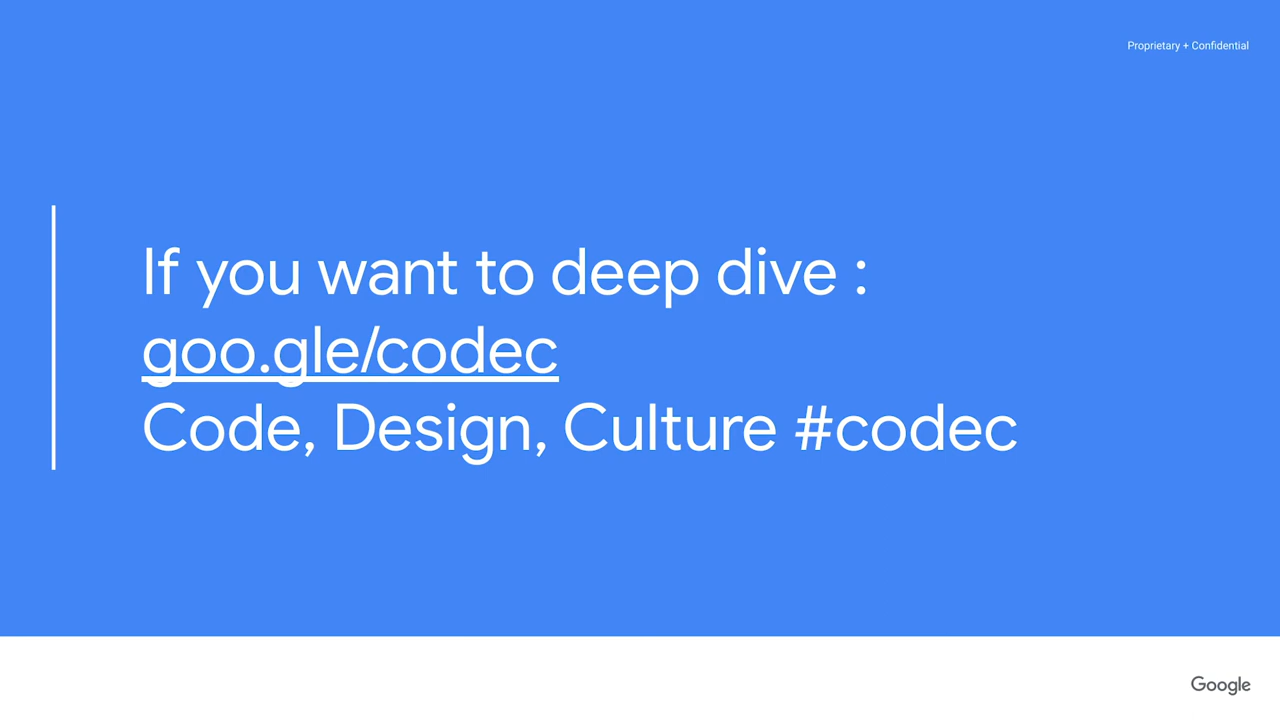 Proprietary + Confidential
If you want to deep dive :
goo.gle/codec
Code, Design, Culture #codec
Google